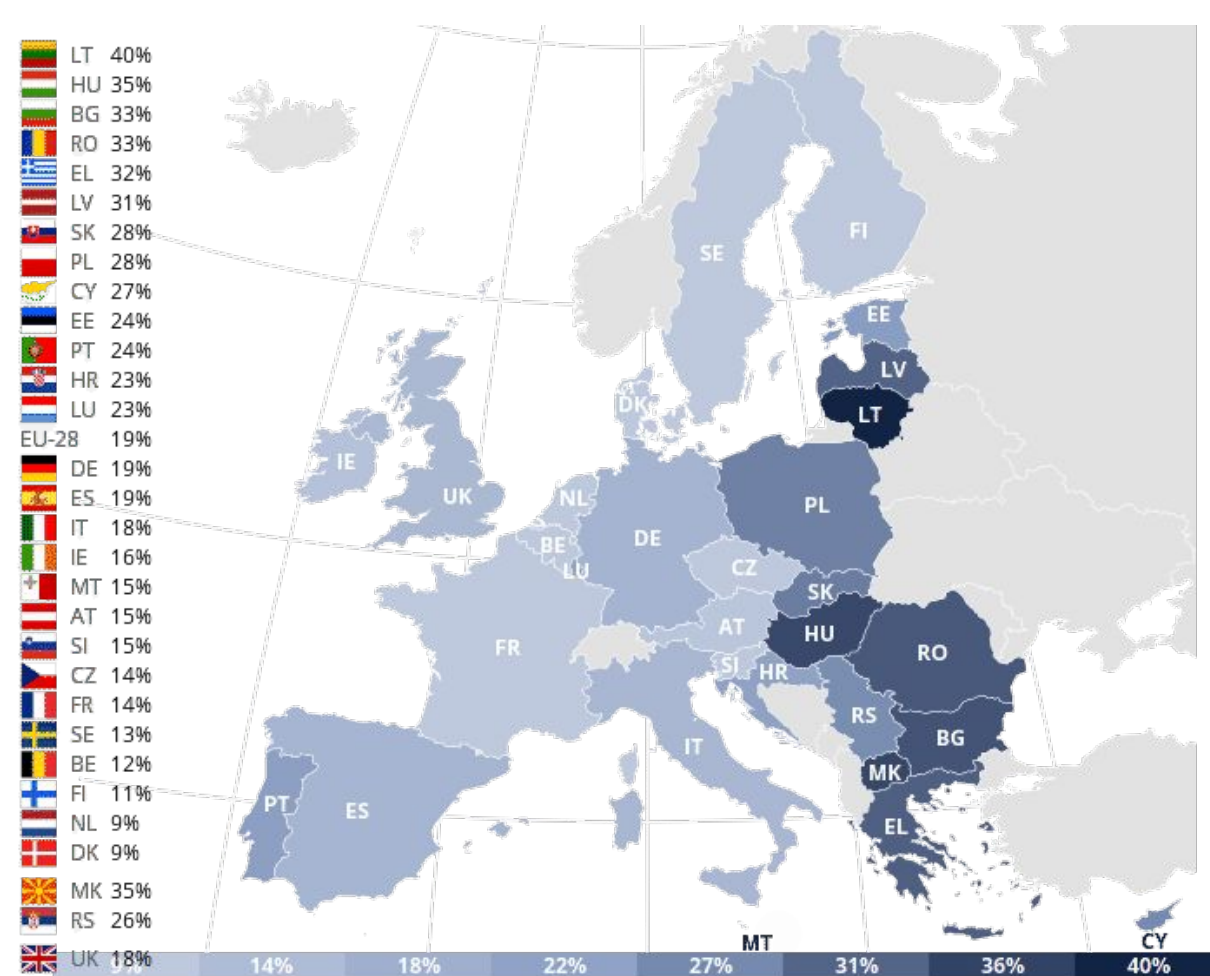 LT 40%
HU 35%
BG 33%
RO 33%
EL 32%
LV 31%
SK 28%
PL 28%
CY 27%
EE 24%
PT 24%
HR 23%
LU 23%
EU-28 19%
DE 19%
ES 19%
IT 18%
IE 16%
MT 15%
AT 15%
SI 15%
CZ 14%
FR 14%
SE 13%
BE 12%
FI 11%
NL 9%
DK 9%
MK 35%
RS 26%
UK 18%
FI
SE
EE
LV
LT
DK
IE
UK
NL
PL
DE
BE
CZ
LU
SK
AT
HU
FR
RO
SI
HR
RS
BG
IT
MK
PT
ES
EL
MT
CY
9% 14% 18% 22% 27% 31% 36% 40%